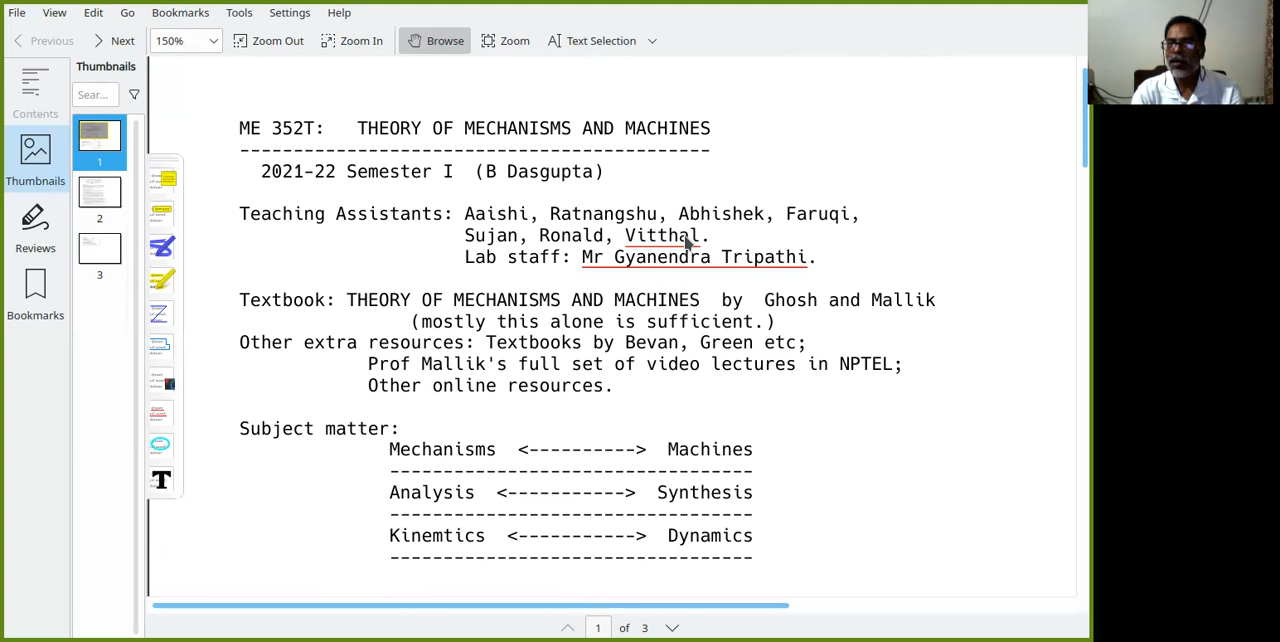 File View Edit Go Bookmarks Tools Settings Help
Previous Next 150% Zoom Out Zoom In Browse Zoom Text Selection
Contents
Thumbnails
Reviews
Bookmarks
Thumbnails
Sear...
1
2
3
T
ME 352T: THEORY OF MECHANISMS AND MACHINES
--------------------------------------------
2021-22 Semester I (B Dasgupta)
Teaching Assistants: Aaishi, Ratnangshu, Abhishek, Faruqi,
Sujan, Ronald, Vitthal.
Lab staff: Mr Gyanendra Tripathi.
Textbook: THEORY OF MECHANISMS AND MACHINES by Ghosh and Mallik
(mostly this alone is sufficient.)
Other extra resources: Textbooks by Bevan, Green etc;
Prof Mallik's full set of video lectures in NPTEL;
Other online resources.
Subject matter:
Mechanisms <----------> Machines
----------------------------------
Analysis <-----------> Synthesis
----------------------------------
Kinemtics <-----------> Dynamics
----------------------------------
1 of 3